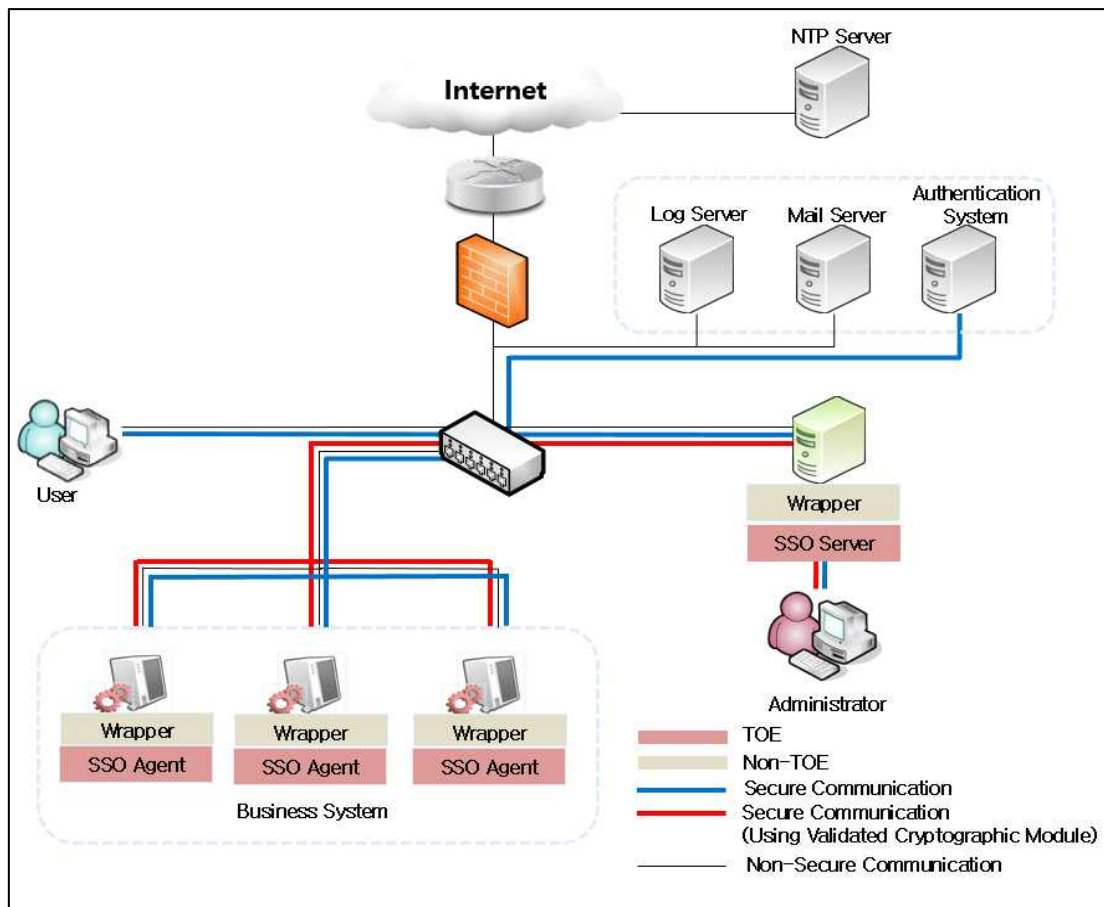 NTP Server
Internet
Authentication
System
Log Server
Mail Server
User
Wrapper
SSO Server
Administrator
Wrapper
SSO Agent
Wrapper
SSO Agent
Wrapper
SSO Agent
Business System
TOE
Non-TOE
Secure Communication
Secure Communication
(Using Validated Cryptographic Module)
Non-Secure Communication